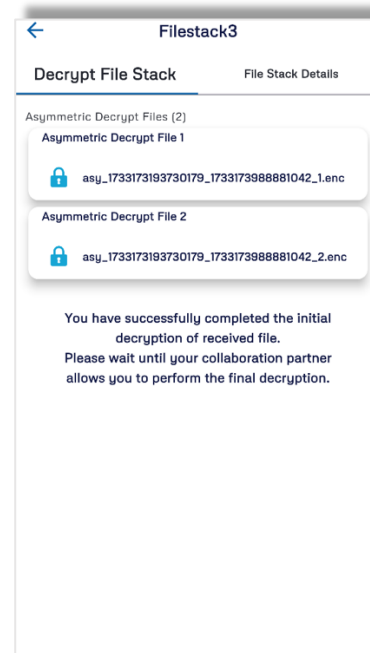 Filestack3
Decrypt File Stack
File Stack Details
Asymmetric Decrypt Files (2)
Asymmetric Decrypt File 1
asy_1733173193730179_1733173988881042_1.enc
Asymmetric Decrypt File 2
asy_1733173193730179_1733173988881042_2.enc
You have successfully completed the initial
decryption of received file.
Please wait until your collaboration partner
allows you to perform the final decryption.